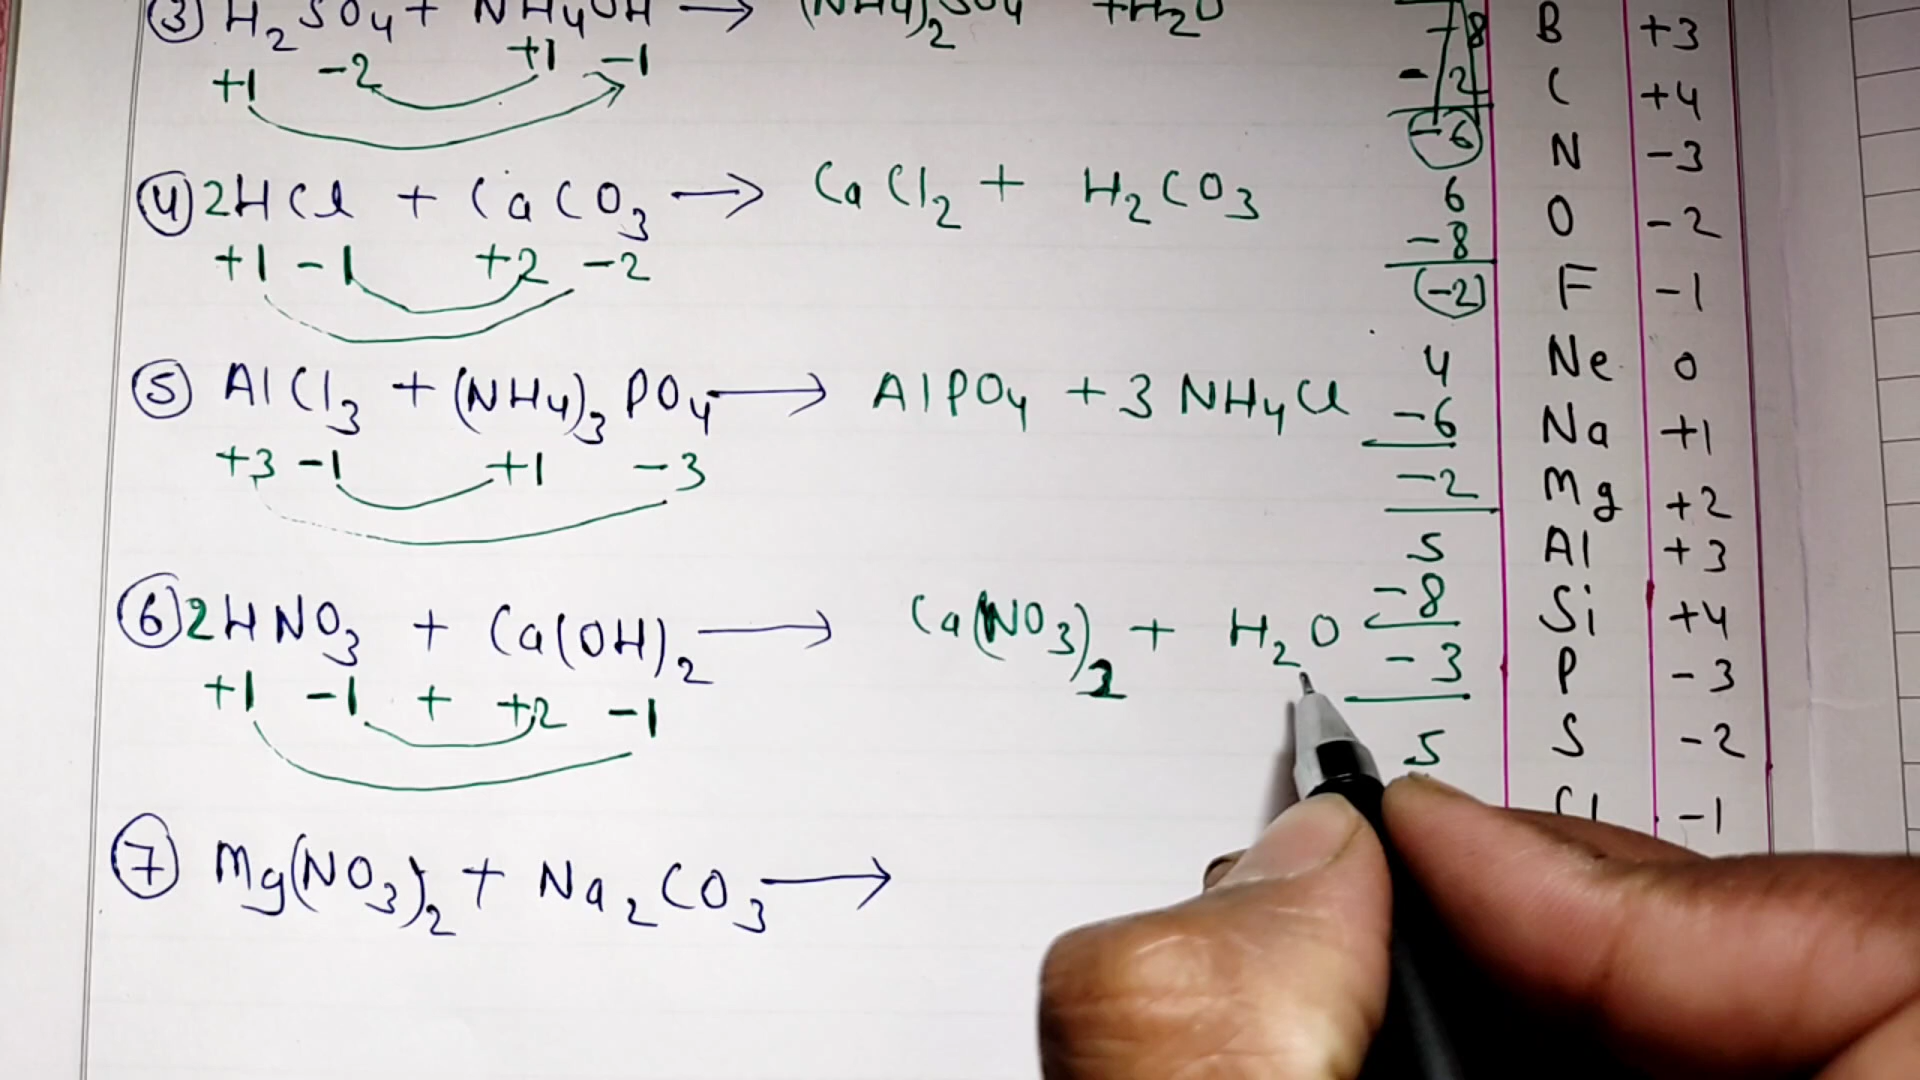 ③ H₂SO₄ + NH₄OH → (NH₄)₂SO₄ + H₂O
+1 -2 +1 -1
④ 2HCl + CaCO₃ → CaCl₂ + H₂CO₃
+1 -1 +2 -2
⑤ AlCl₃ + (NH₄)₃PO₄ → AlPO₄ + 3NH₄Cl
+3 -1 +1 -3
⑥ 2HNO₃ + Ca(OH)₂ → Ca(NO₃)₂ + H₂O
+1 -1 + +2 -1
⑦ Mg(NO₃)₂ + Na₂CO₃ →
-2
-6
6
-8
(-2)
4
-6
-2
5
-8
-3
5
B +3
C +4
N -3
O -2
F -1
Ne 0
Na +1
Mg +2
Al +3
Si +4
P -3
S -2
Cl -1